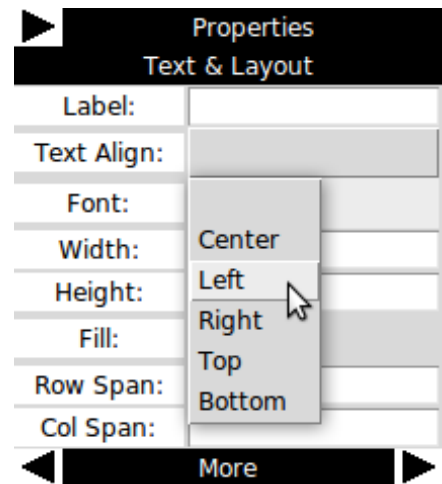 Properties
Text & Layout
Label:
Text Align:
Font:
Width:
Center
Left
Height:
Right
Fill:
Top
Row Span:
Bottom
Col Span:
More